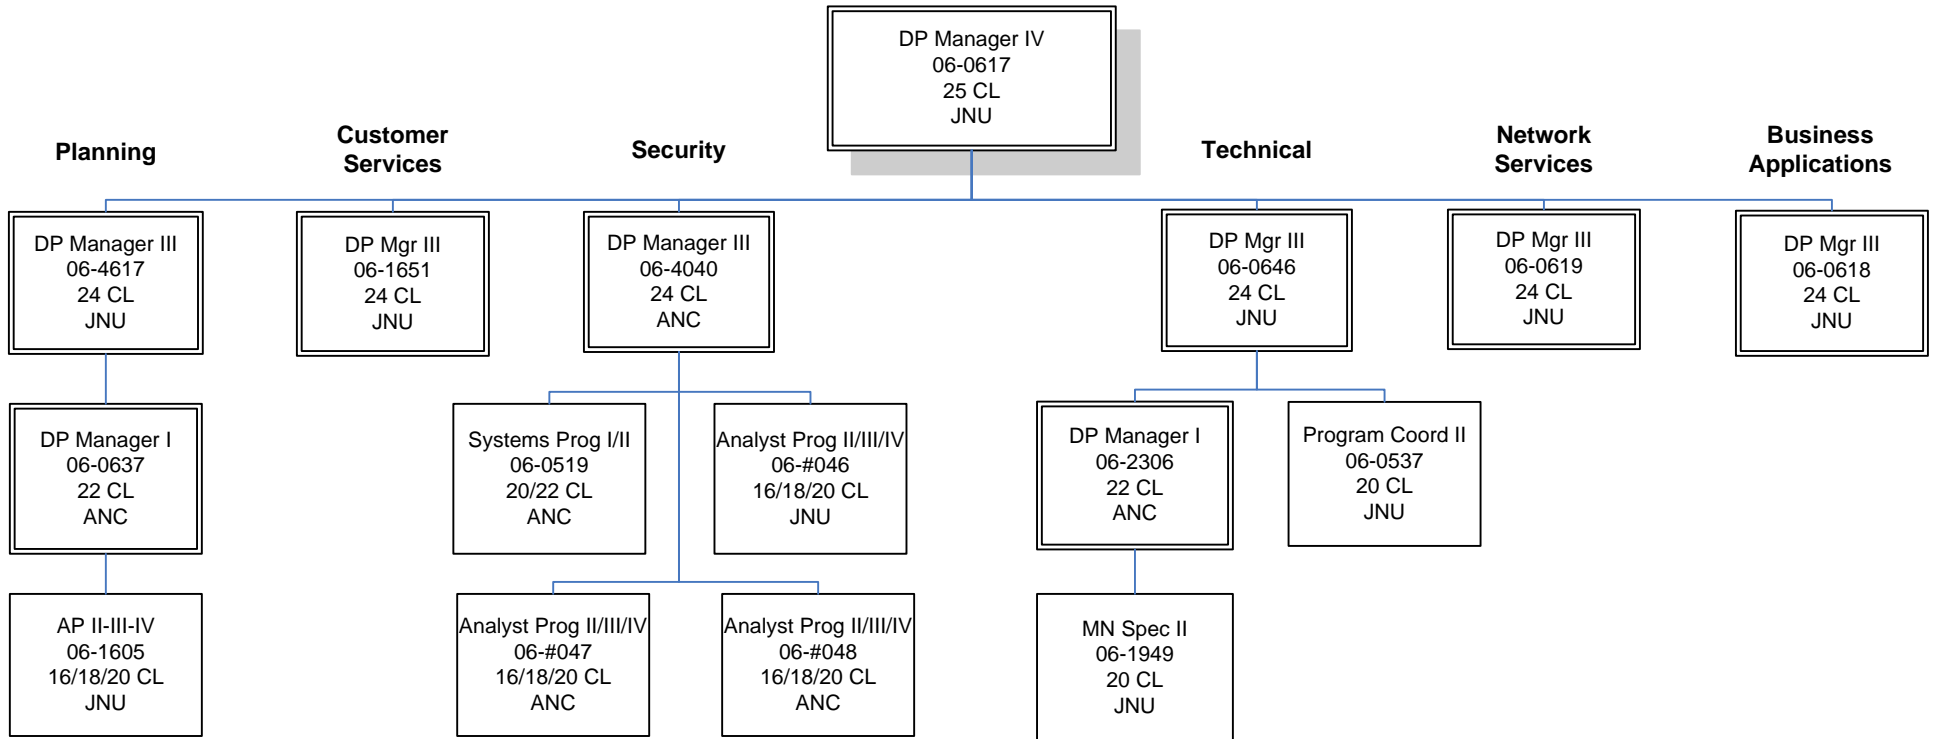 DP Manager IV
06-0617
25 CL
JNU
Planning
Customer
Services
Security
Technical
Network
Services
Business
Applications
DP Manager III
06-4617
24 CL
JNU
DP Mgr III
06-1651
24 CL
JNU
DP Manager III
06-4040
24 CL
ANC
DP Mgr III
06-0646
24 CL
JNU
DP Mgr III
06-0619
24 CL
JNU
DP Mgr III
06-0618
24 CL
JNU
DP Manager I
06-0637
22 CL
ANC
Systems Prog I/II
06-0519
20/22 CL
ANC
Analyst Prog II/III/IV
06-#046
16/18/20 CL
JNU
DP Manager I
06-2306
22 CL
ANC
Program Coord II
06-0537
20 CL
JNU
AP II-III-IV
06-1605
16/18/20 CL
JNU
Analyst Prog II/III/IV
06-#047
16/18/20 CL
ANC
Analyst Prog II/III/IV
06-#048
16/18/20 CL
ANC
MN Spec II
06-1949
20 CL
JNU